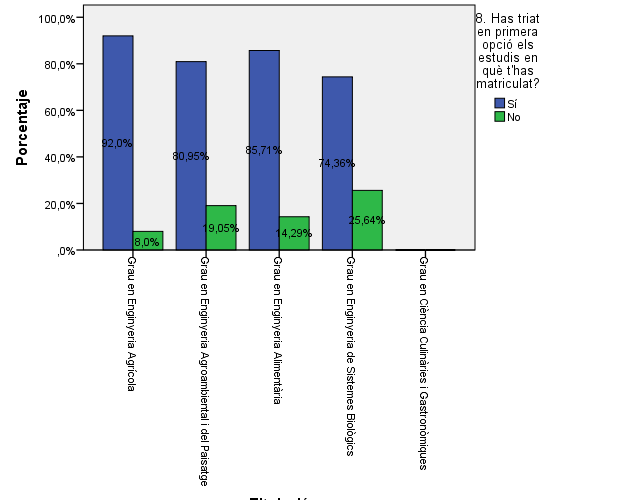 100,0%
80,0%
60,0%
40,0%
20,0%
,0%
Porcentaje
92,0%
8,0%
80,95%
19,05%
85,71%
14,29%
74,36%
25,64%
Grau en Enginyeria Agrícola
Grau en Enginyeria Agroambiental i del Paisatge
Grau en Enginyeria Alimentària
Grau en Enginyeria de Sistemes Biològics
Grau en Ciència Culinàries i Gastronòmiques
8. Has triat
en primera
opció els
estudis en
què t'has
matriculat?
Sí
No